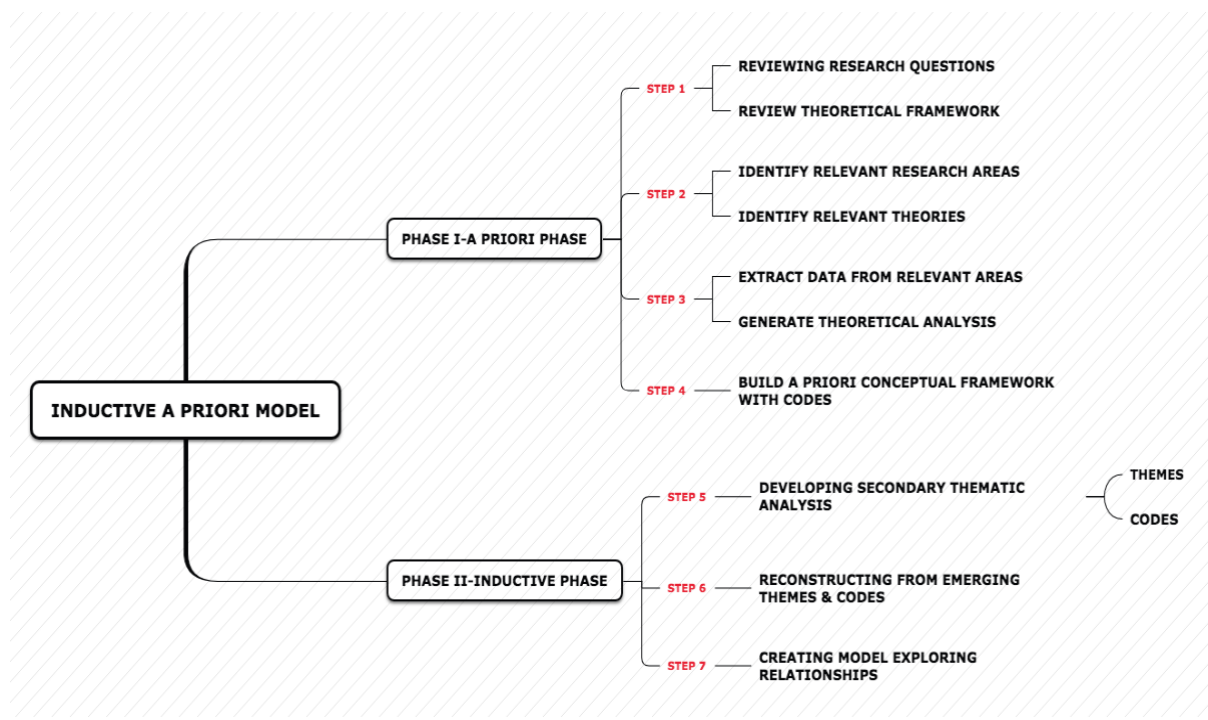 INDUCTIVE A PRIORI MODEL
PHASE I-A PRIORI PHASE
STEP 1
REVIEWING RESEARCH QUESTIONS
REVIEW THEORETICAL FRAMEWORK
STEP 2
IDENTIFY RELEVANT RESEARCH AREAS
IDENTIFY RELEVANT THEORIES
STEP 3
EXTRACT DATA FROM RELEVANT AREAS
GENERATE THEORETICAL ANALYSIS
STEP 4
BUILD A PRIORI CONCEPTUAL FRAMEWORK
WITH CODES
PHASE II-INDUCTIVE PHASE
STEP 5
DEVELOPING SECONDARY THEMATIC
ANALYSIS
THEMES
CODES
STEP 6
RECONSTRUCTING FROM EMERGING
THEMES & CODES
STEP 7
CREATING MODEL EXPLORING
RELATIONSHIPS